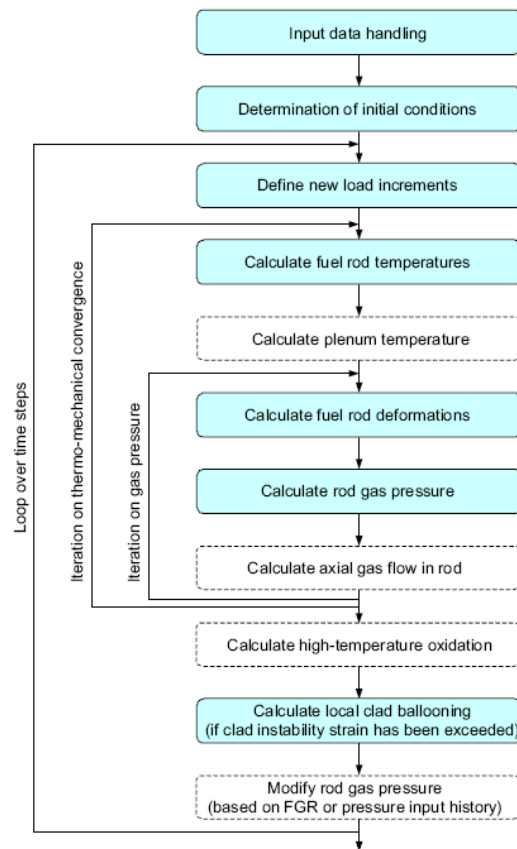 Input data handling
Determination of initial conditions
Define new load increments
Calculate fuel rod temperatures
Calculate plenum temperature
Calculate fuel rod deformations
Calculate rod gas pressure
Calculate axial gas flow in rod
Calculate high-temperature oxidation
Calculate local clad ballooning
(if clad instability strain has been exceeded)
Modify rod gas pressure
(based on FGR or pressure input history)
Loop over time steps
Iteration on thermo-mechanical convergence
Iteration on gas pressure